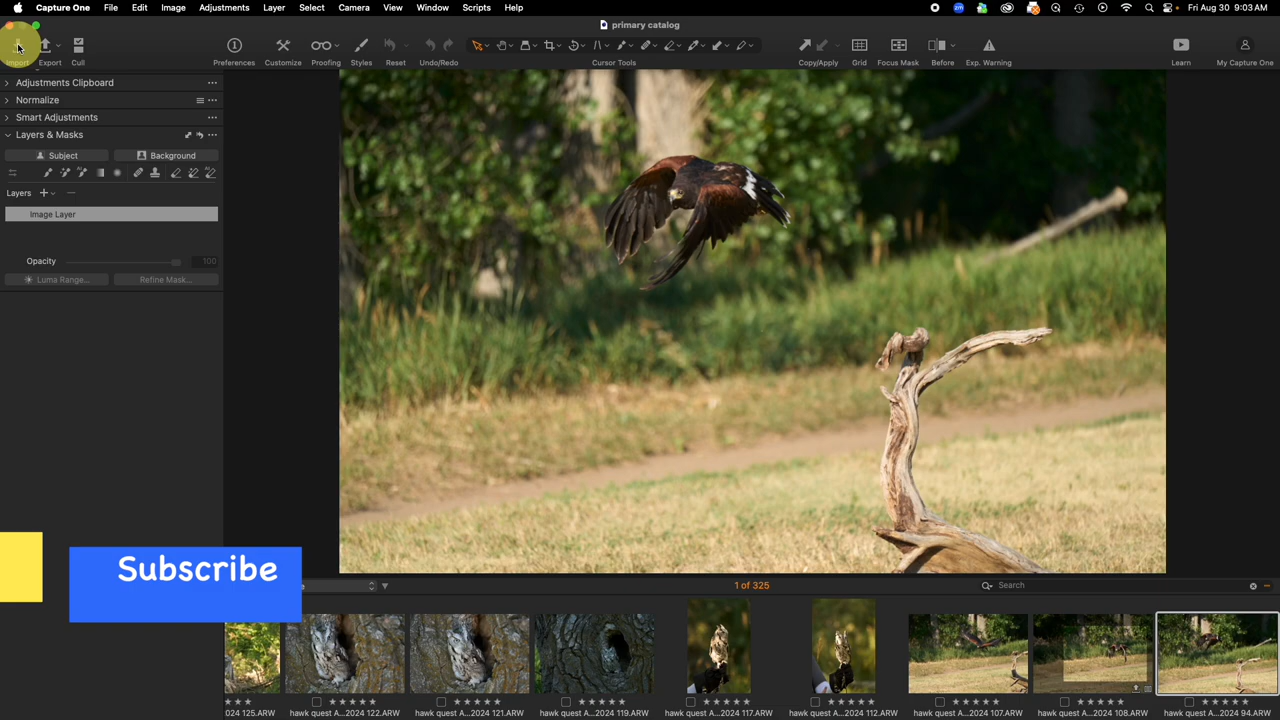 Capture One File Edit Image Adjustments Layer Select Camera View Window Scripts Help Fri Aug 30 9:03 AM
primary catalog
Import Export Cull Preferences Customize Proofing Styles Reset Undo/Redo Cursor Tools Copy/Apply Grid Focus Mask Before Exp. Warning Learn My Capture One
Adjustments Clipboard
Normalize
Smart Adjustments
Layers & Masks
Subject Background
Layers
Image Layer
Opacity 100
Luma Range... Refine Mask...
Subscribe
1 of 325 Search
024 125.ARW hawk quest A...2024 122.ARW hawk quest A...2024 121.ARW hawk quest A...2024 119.ARW hawk quest A...2024 117.ARW hawk quest A...2024 112.ARW hawk quest A...2024 107.ARW hawk quest A...2024 108.ARW hawk quest A...2024 94.ARW